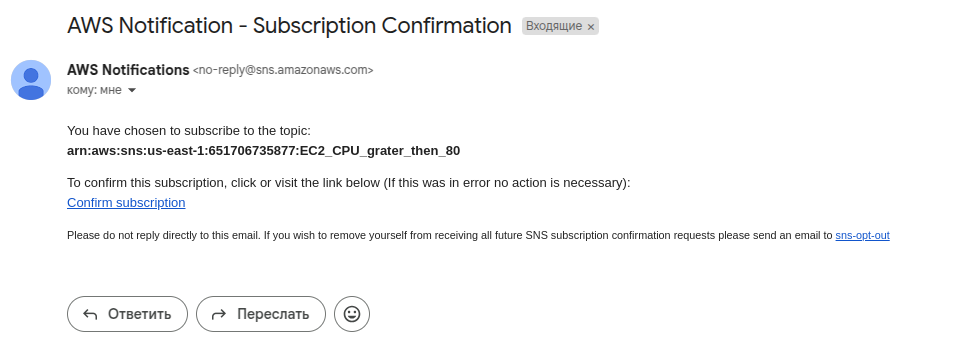 AWS Notification - Subscription Confirmation Входящие ×
AWS Notifications <no-reply@sns.amazonaws.com>
кому: мне
You have chosen to subscribe to the topic:
arn:aws:sns:us-east-1:651706735877:EC2_CPU_grater_then_80
To confirm this subscription, click or visit the link below (If this was in error no action is necessary):
Confirm subscription
Please do not reply directly to this email. If you wish to remove yourself from receiving all future SNS subscription confirmation requests please send an email to sns-opt-out
Ответить Переслать